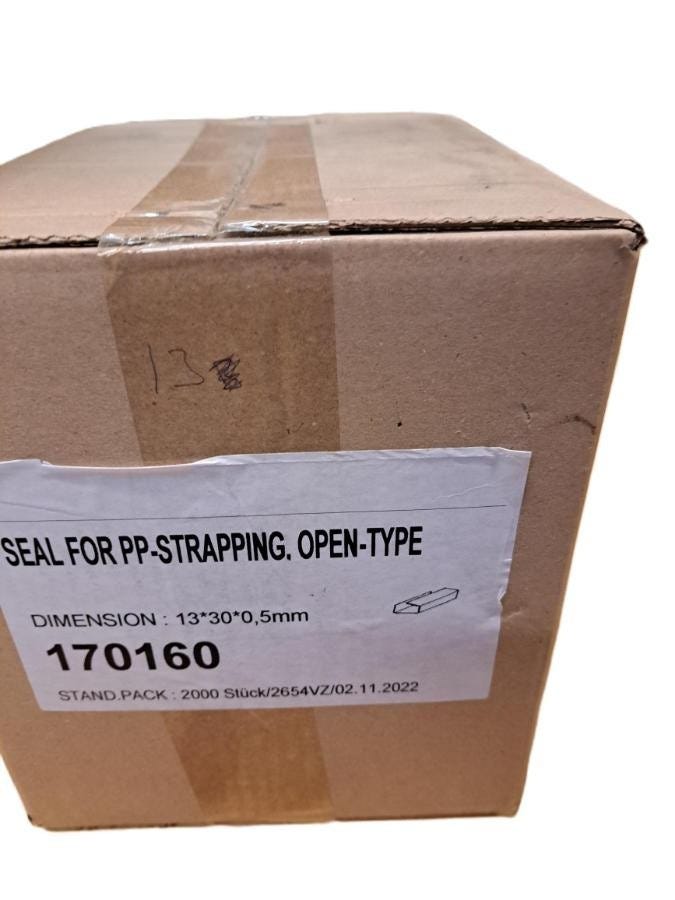 13
SEAL FOR PP-STRAPPING. OPEN-TYPE
DIMENSION : 13*30*0,5mm
170160
STAND.PACK : 2000 Stück/2654VZ/02.11.2022